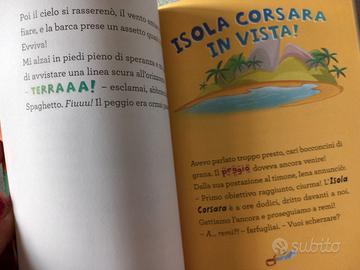 Poi il cielo si rasserenò, il vento
fiare, e la barca prese un assetto
Evviva!
Mi alzai in piedi pieno di speranza e
di avvistare una linea scura all'orizzon
- TERRAAA! - esclamai,
Spaghetto. Fiuuu! Il peggio era ormai
ISOLA CORSARA
IN VISTA!
Avevo parlato troppo presto, cari bocconcini di
grana. Il peggio doveva ancora venire!
Dalla sua postazione al timone, Iena annunciò:
- Primo obiettivo raggiunto, ciurma! L'Isola
Corsara è a ore dodici, dritto davanti a noi.
Gettiamo l'ancora e proseguiamo a remi!
- A... remi?! - farfugliai. - Vuoi scherzare?
subito